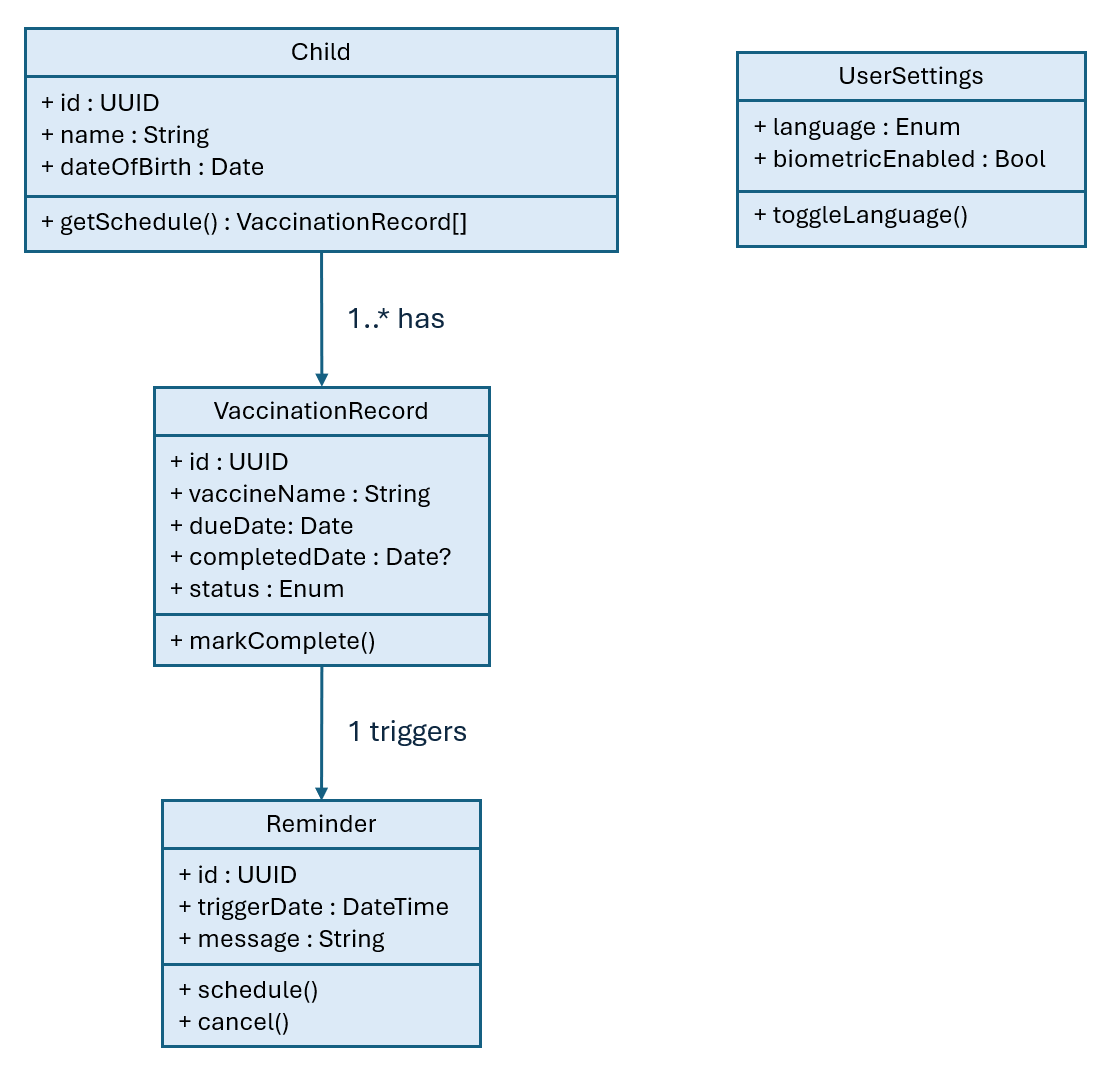 Child
+ id : UUID
+ name : String
+ dateOfBirth : Date
+ getSchedule() : VaccinationRecord[]
UserSettings
+ language : Enum
+ biometricEnabled : Bool
+ toggleLanguage()
1..* has
VaccinationRecord
+ id : UUID
+ vaccineName : String
+ dueDate: Date
+ completedDate : Date?
+ status : Enum
+ markComplete()
1 triggers
Reminder
+ id : UUID
+ triggerDate : DateTime
+ message : String
+ schedule()
+ cancel()